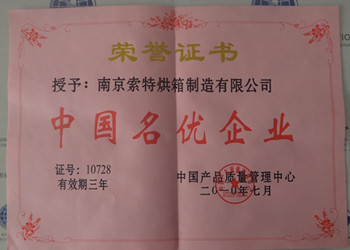 荣誉证书
授予：南京索特烘箱制造有限公司
中国名优企业
证号：10728
有效期三年
中国产品质量管理中心
二〇一〇年七月